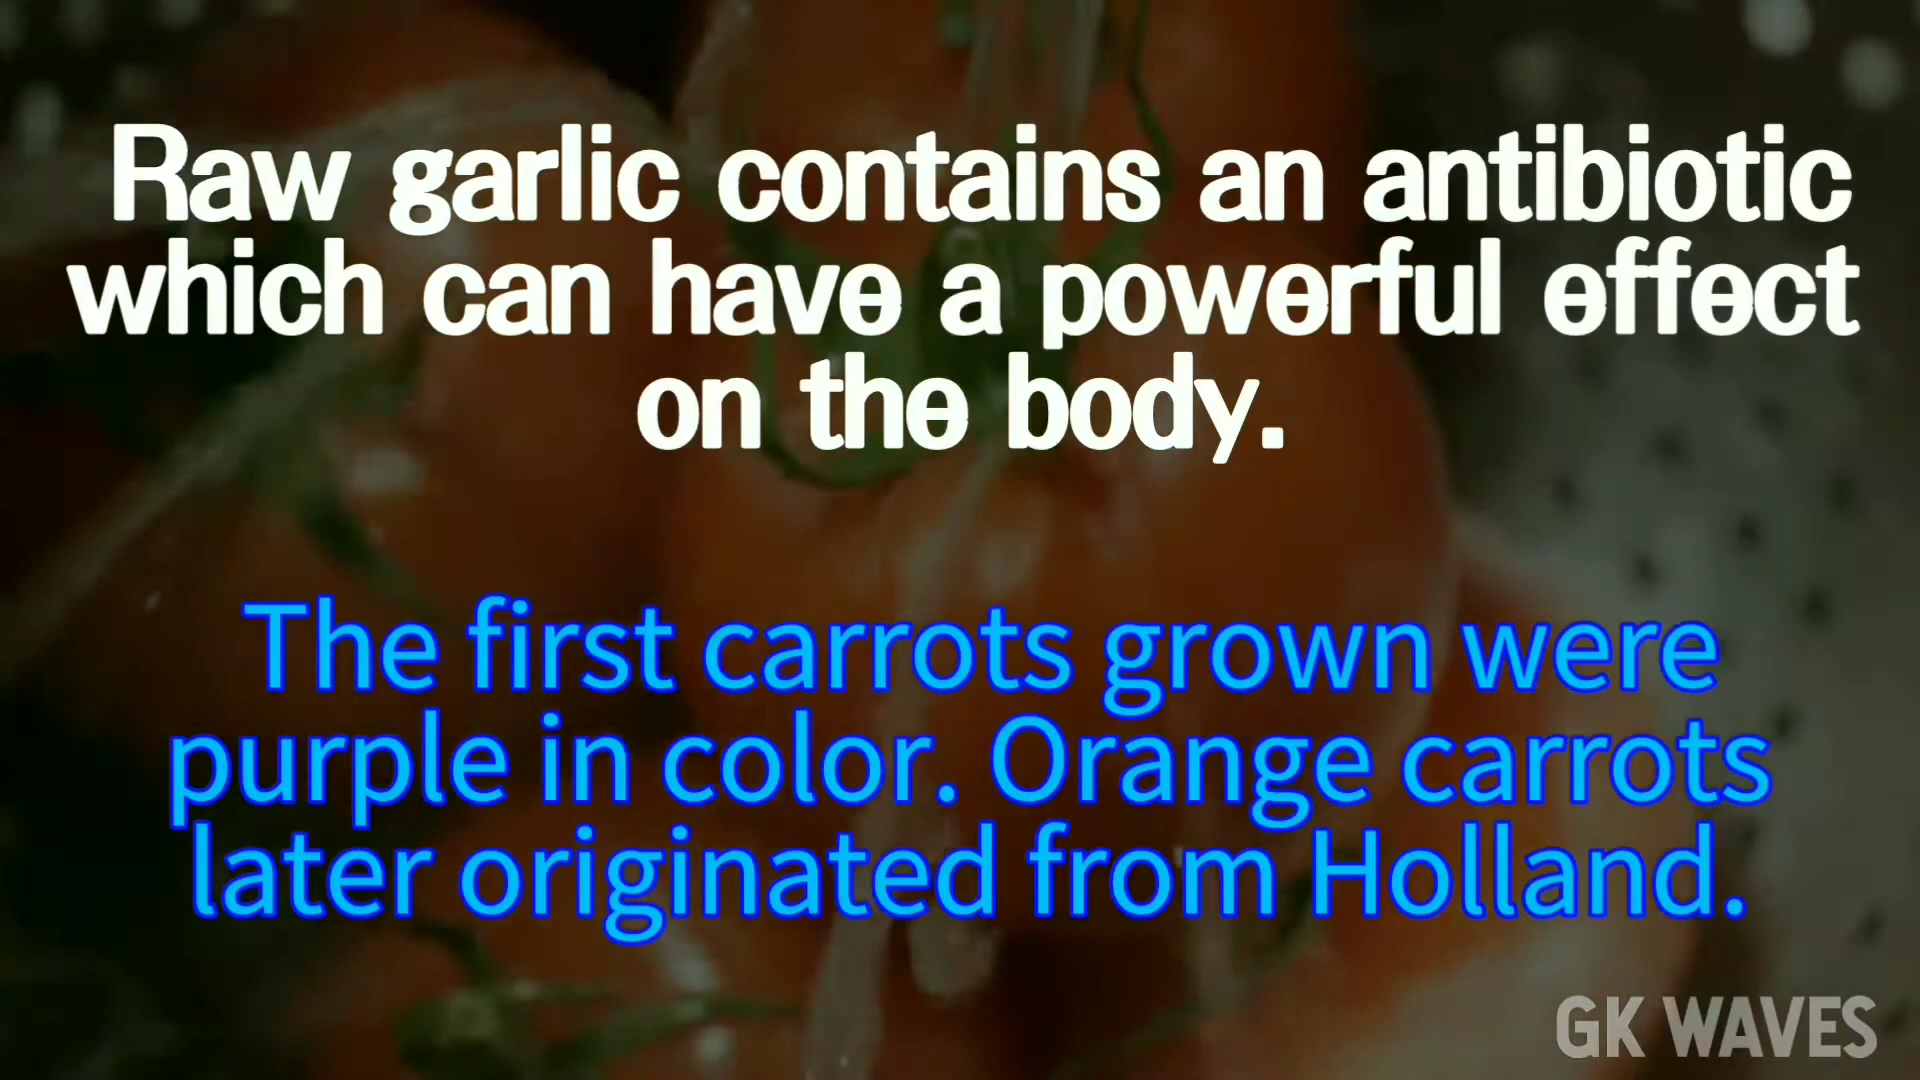 Raw garlic contains an antibiotic
which can have a powerful effect
on the body.
The first carrots grown were
purple in color. Orange carrots
later originated from Holland.
GK WAVES